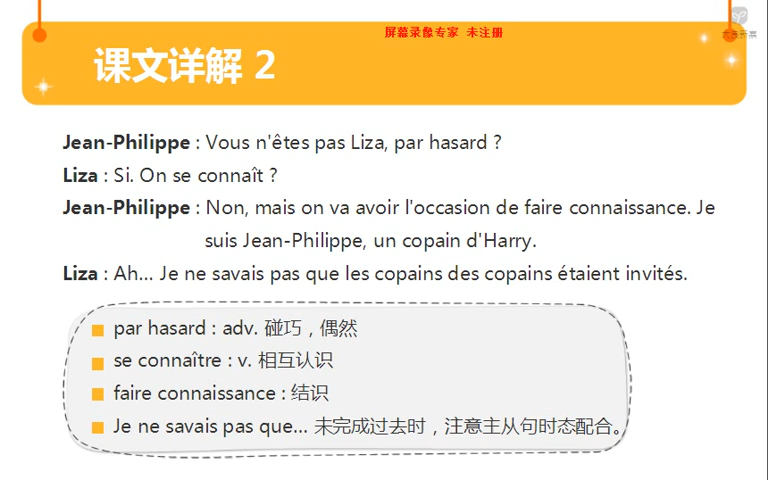 屏幕录像专家 未注册
课文详解 2
Jean-Philippe : Vous n'êtes pas Liza, par hasard ?
Liza : Si. On se connaît ?
Jean-Philippe : Non, mais on va avoir l'occasion de faire connaissance. Je
suis Jean-Philippe, un copain d'Harry.
Liza : Ah... Je ne savais pas que les copains des copains étaient invités.
par hasard : adv. 碰巧，偶然
se connaître : v. 相互认识
faire connaissance : 结识
Je ne savais pas que... 未完成过去时，注意主从句时态配合。